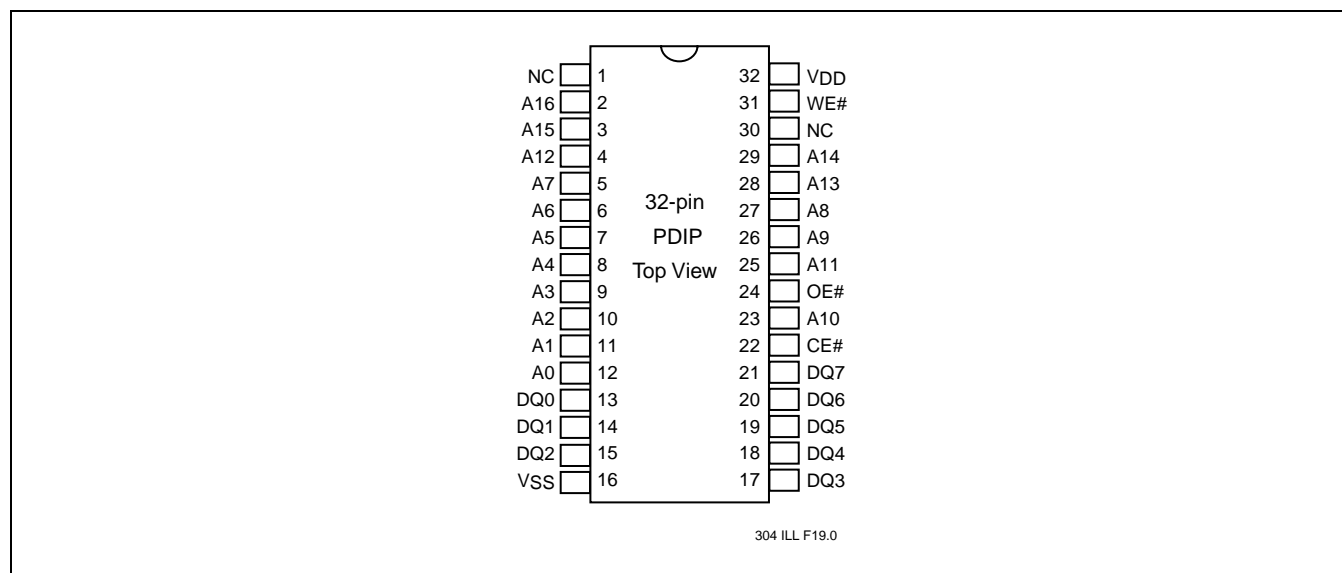 NC 1 32 VDD
A16 2 31 WE#
A15 3 30 NC
A12 4 29 A14
A7 5 28 A13
A6 6 32-pin 27 A8
A5 7 PDIP 26 A9
A4 8 Top View 25 A11
A3 9 24 OE#
A2 10 23 A10
A1 11 22 CE#
A0 12 21 DQ7
DQ0 13 20 DQ6
DQ1 14 19 DQ5
DQ2 15 18 DQ4
VSS 16 17 DQ3
304 ILL F19.0